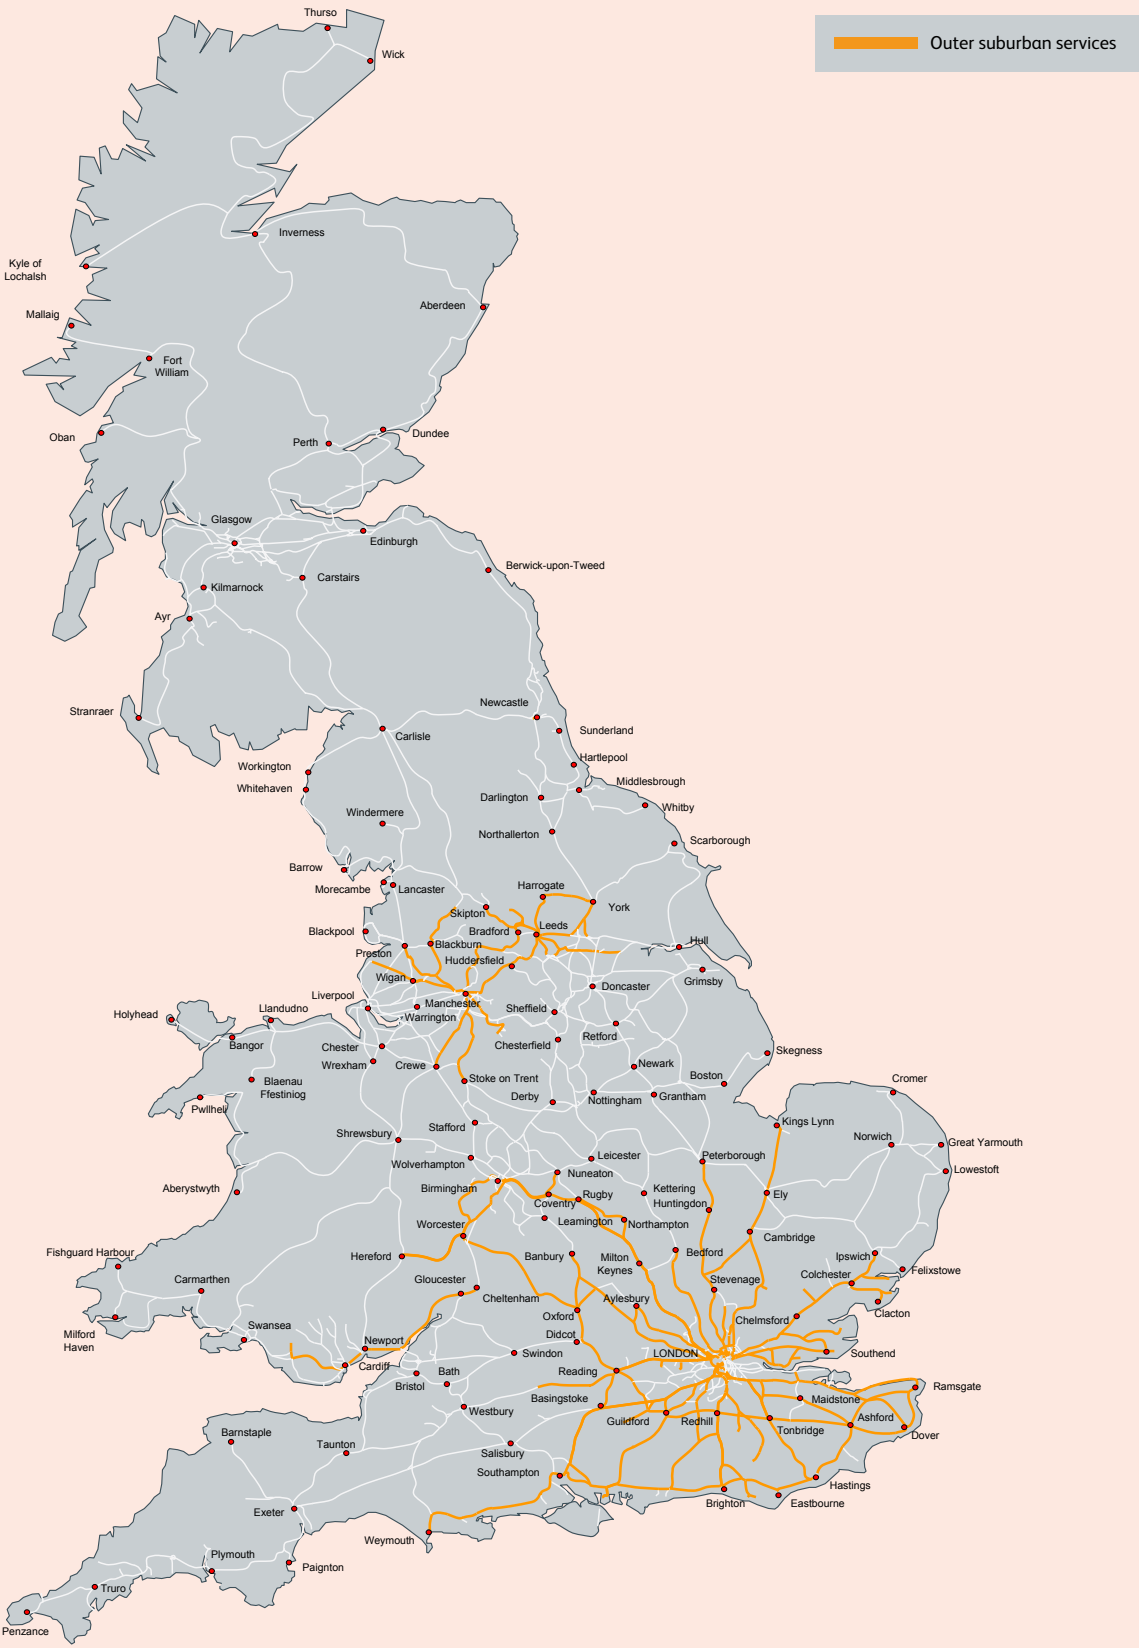 Thurso
Outer suburban services
Wick
Inverness
Kyle of
Lochalsh
Aberdeen
Mallaig
Fort
William
Oban
Perth
Dundee
Glasgow
Edinburgh
Berwick-upon-Tweed
Carstairs
Kilmarnock
Ayr
Stranraer
Newcastle
Sunderland
Carlisle
Hartlepool
Workington
Middlesbrough
Whitehaven
Darlington
Whitby
Windermere
Northallerton
Scarborough
Barrow
Harrogate
Morecambe
Lancaster
York
Skipton
Leeds
Blackpool
Bradford
Hull
Blackburn
Preston
Huddersfield
Wigan
Grimsby
Doncaster
Liverpool
Manchester
Sheffield
Llandudno
Holyhead
Warrington
Retford
Bangor
Chester
Chesterfield
Skegness
Wrexham
Crewe
Newark
Blaenau
Ffestiniog
Stoke on Trent
Boston
Cromer
Derby
Nottingham
Grantham
Pwllheli
Kings Lynn
Stafford
Shrewsbury
Norwich
Great Yarmouth
Leicester
Peterborough
Wolverhampton
Lowestoft
Nuneaton
Birmingham
Aberystwyth
Kettering
Ely
Rugby
Coventry
Huntingdon
Leamington
Northampton
Worcester
Cambridge
Fishguard Harbour
Hereford
Banbury
Milton
Keynes
Bedford
Ipswich
Felixstowe
Carmarthen
Gloucester
Stevenage
Colchester
Cheltenham
Aylesbury
Clacton
Oxford
Chelmsford
Swansea
Milford
Haven
Didcot
Newport
Swindon
LONDON
Southend
Cardiff
Bath
Reading
Bristol
Ramsgate
Basingstoke
Maidstone
Westbury
Guildford
Redhill
Ashford
Barnstaple
Tonbridge
Dover
Taunton
Salisbury
Southampton
Hastings
Brighton
Eastbourne
Exeter
Weymouth
Plymouth
Paignton
Truro
Penzance